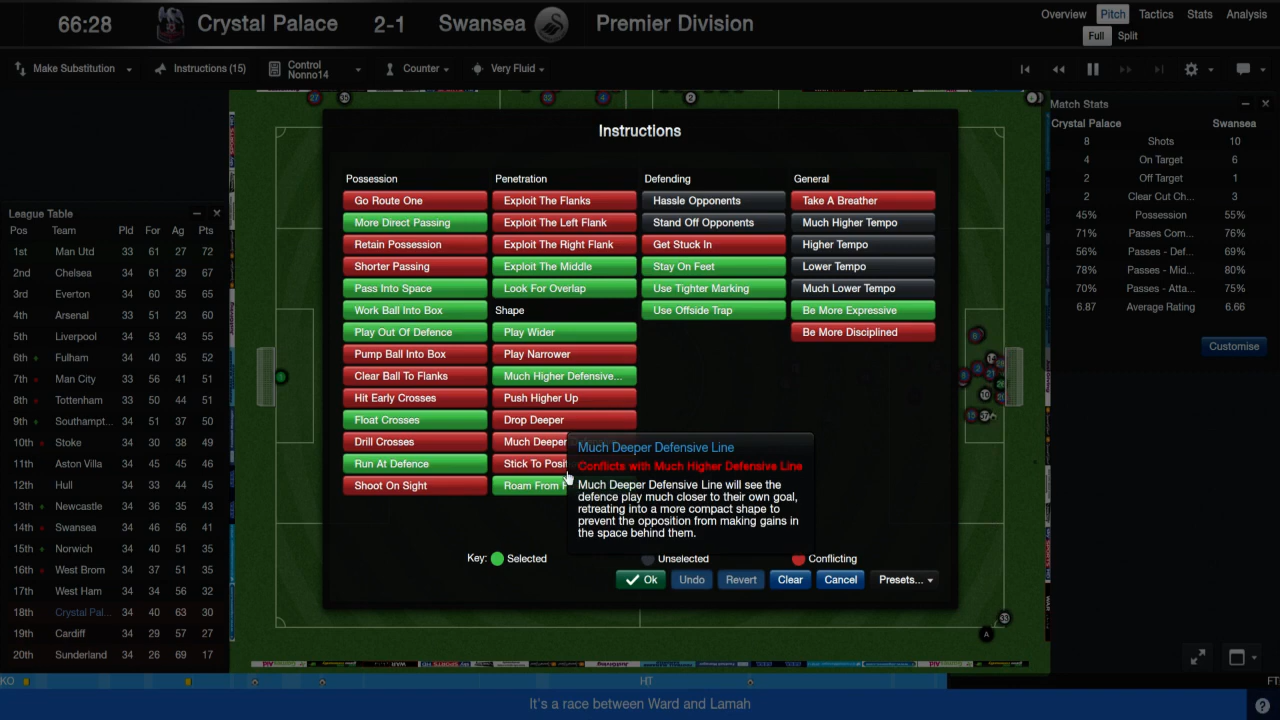 66:28
Crystal Palace
2-1
Swansea
Premier Division
Overview
Pitch
Tactics
Stats
Analysis
Full
Split
Make Substitution
Instructions (15)
Control
Nonno14
Counter
Very Fluid
27
35
22
4
2
Instructions
Possession
Penetration
Defending
General
Go Route One
Exploit The Flanks
Hassle Opponents
Take A Breather
More Direct Passing
Exploit The Left Flank
Stand Off Opponents
Much Higher Tempo
Retain Possession
Exploit The Right Flank
Get Stuck In
Higher Tempo
Shorter Passing
Exploit The Middle
Stay On Feet
Lower Tempo
Pass Into Space
Look For Overlap
Use Tighter Marking
Much Lower Tempo
Work Ball Into Box
Shape
Use Offside Trap
Be More Expressive
Play Out Of Defence
Play Wider
Be More Disciplined
Pump Ball Into Box
Play Narrower
Clear Ball To Flanks
Much Higher Defensive...
Hit Early Crosses
Push Higher Up
Float Crosses
Drop Deeper
Drill Crosses
Much Deeper
Run At Defence
Stick To Posit
Shoot On Sight
Roam From
Much Deeper Defensive Line
Conflicts with Much Higher Defensive Line
Much Deeper Defensive Line will see the
defence play much closer to their own goal,
retreating into a more compact shape to
prevent the opposition from making gains in
the space behind them.
Key:
Selected
Unselected
Conflicting
Ok
Undo
Revert
Clear
Cancel
Presets...
League Table
Pos Team Pld For Ag Pts
1st Man Utd 33 61 27 72
2nd Chelsea 34 61 29 67
3rd Everton 34 60 35 65
4th Arsenal 33 51 23 60
5th Liverpool 34 53 43 55
6th Fulham 34 40 35 52
7th Man City 33 56 41 51
8th Tottenham 33 50 44 51
9th Southampt... 34 51 37 50
10th Stoke 34 30 38 49
11th Aston Villa 34 45 45 46
12th Hull 34 33 44 45
13th Newcastle 34 36 35 45
14th Swansea 34 46 56 41
15th Norwich 34 40 51 35
16th West Brom 34 37 51 35
17th West Ham 34 34 56 32
18th Crystal Pal... 34 40 63 30
19th Cardiff 34 29 57 27
20th Sunderland 34 26 69 17
Match Stats
Crystal Palace Swansea
8 Shots 10
4 On Target 6
2 Off Target 1
2 Clear Cut Ch... 3
45% Possession 55%
71% Passes Com... 76%
56% Passes - Def... 69%
78% Passes - Mid... 80%
70% Passes - Atta... 75%
6.87 Average Rating 6.66
Customise
33
A
KO
HT
FT
It's a race between Ward and Lamah